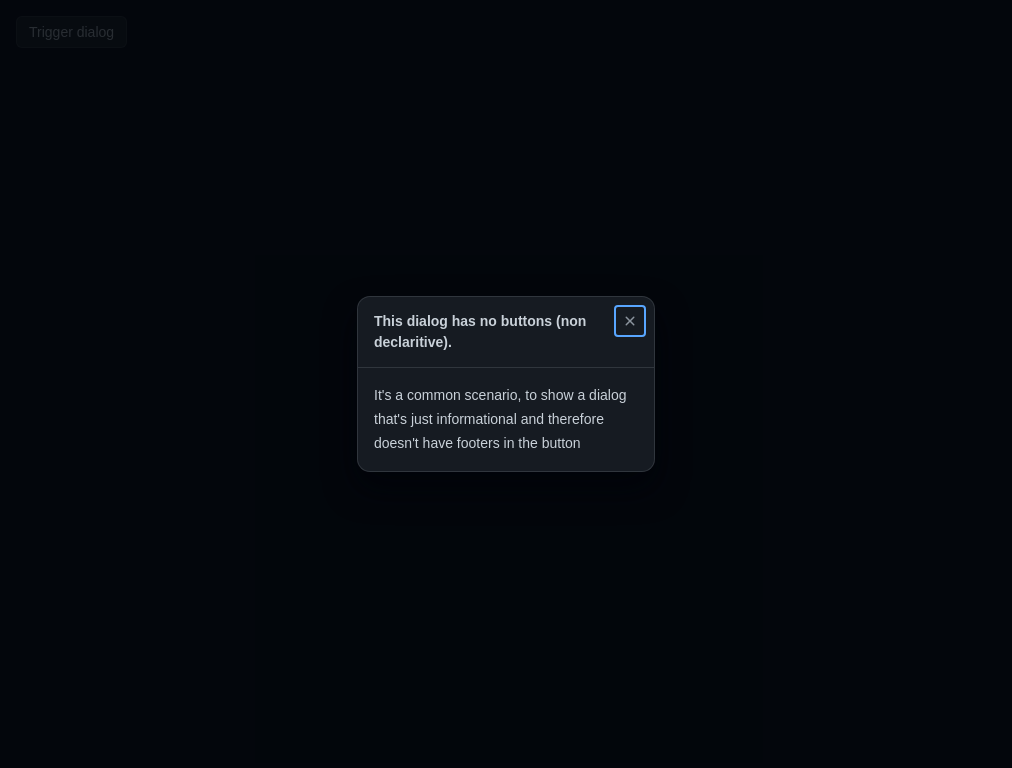 Trigger dialog
This dialog has no buttons (non
declaritive).
It's a common scenario, to show a dialog
that's just informational and therefore
doesn't have footers in the button